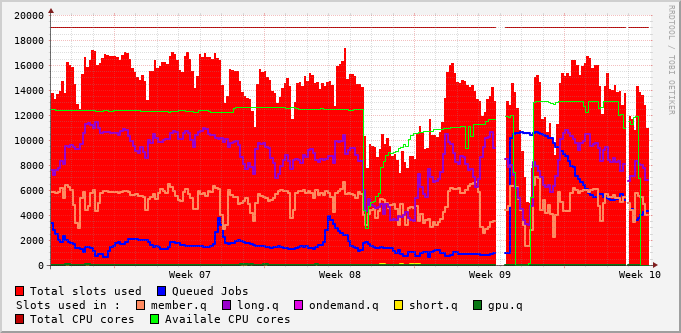 20000
18000
16000
14000
12000
10000
8000
6000
4000
2000
0
Week 07 Week 08 Week 09 Week 10
RRDTOOL / TOBI OETIKER
Total slots used Queued Jobs
Slots used in : member.q long.q ondemand.q short.q gpu.q
Total CPU cores Availale CPU cores